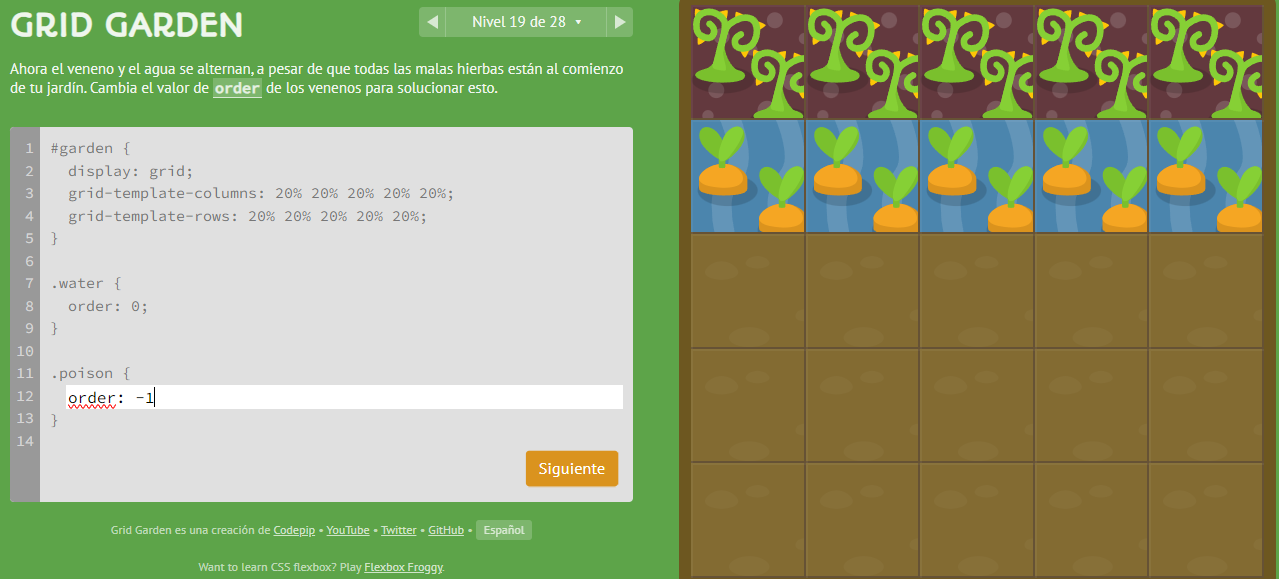 GRID GARDEN
Nivel 19 de 28
Ahora el veneno y el agua se alternan, a pesar de que todas las malas hierbas están al comienzo
de tu jardín. Cambia el valor de order de los venenos para solucionar esto.
1 #garden {
2 display: grid;
3 grid-template-columns: 20% 20% 20% 20% 20%;
4 grid-template-rows: 20% 20% 20% 20% 20%;
5 }
6
7 .water {
8 order: 0;
9 }
10
11 .poison {
12 order: -1
13 }
14
Siguiente
Grid Garden es una creación de Codepip • YouTube • Twitter • GitHub • Español
Want to learn CSS flexbox? Play Flexbox Froggy.